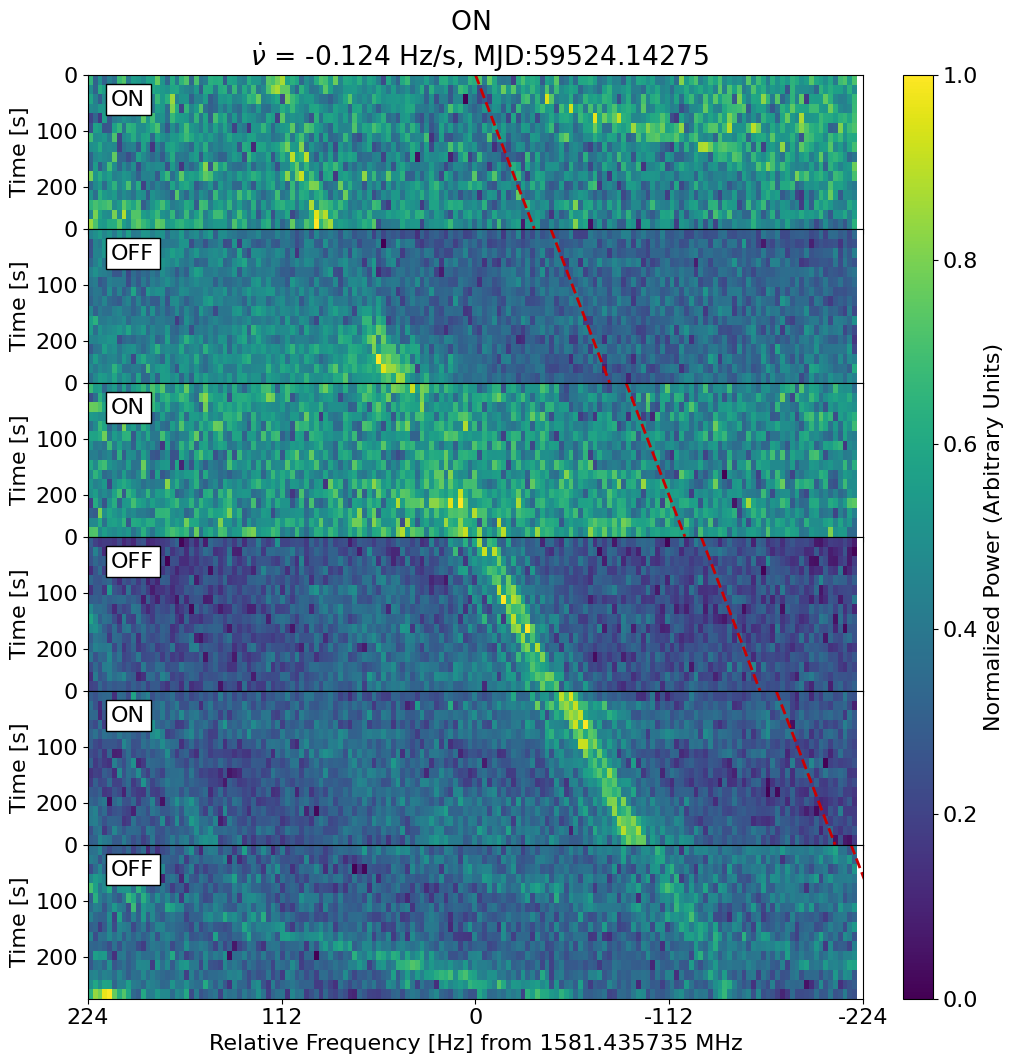 ON
ν̇ = -0.124 Hz/s, MJD:59524.14275
0
100
200
Time [s]
ON
0
100
200
Time [s]
OFF
0
100
200
Time [s]
ON
0
100
200
Time [s]
OFF
0
100
200
Time [s]
ON
0
100
200
Time [s]
OFF
224 112 0 -112 -224
Relative Frequency [Hz] from 1581.435735 MHz
1.0
0.8
0.6
0.4
0.2
0.0
Normalized Power (Arbitrary Units)